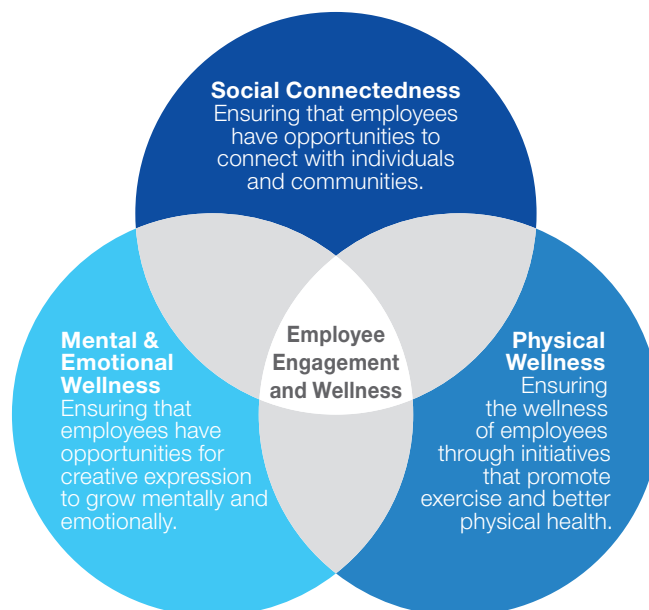 Social Connectedness
Ensuring that employees
have opportunities to
connect with individuals
and communities.
Employee
Engagement
and Wellness
Mental &
Emotional
Wellness
Ensuring that
employees have
opportunities for
creative expression
to grow mentally and
emotionally.
Physical
Wellness
Ensuring
the wellness
of employees
through initiatives
that promote
exercise and better
physical health.